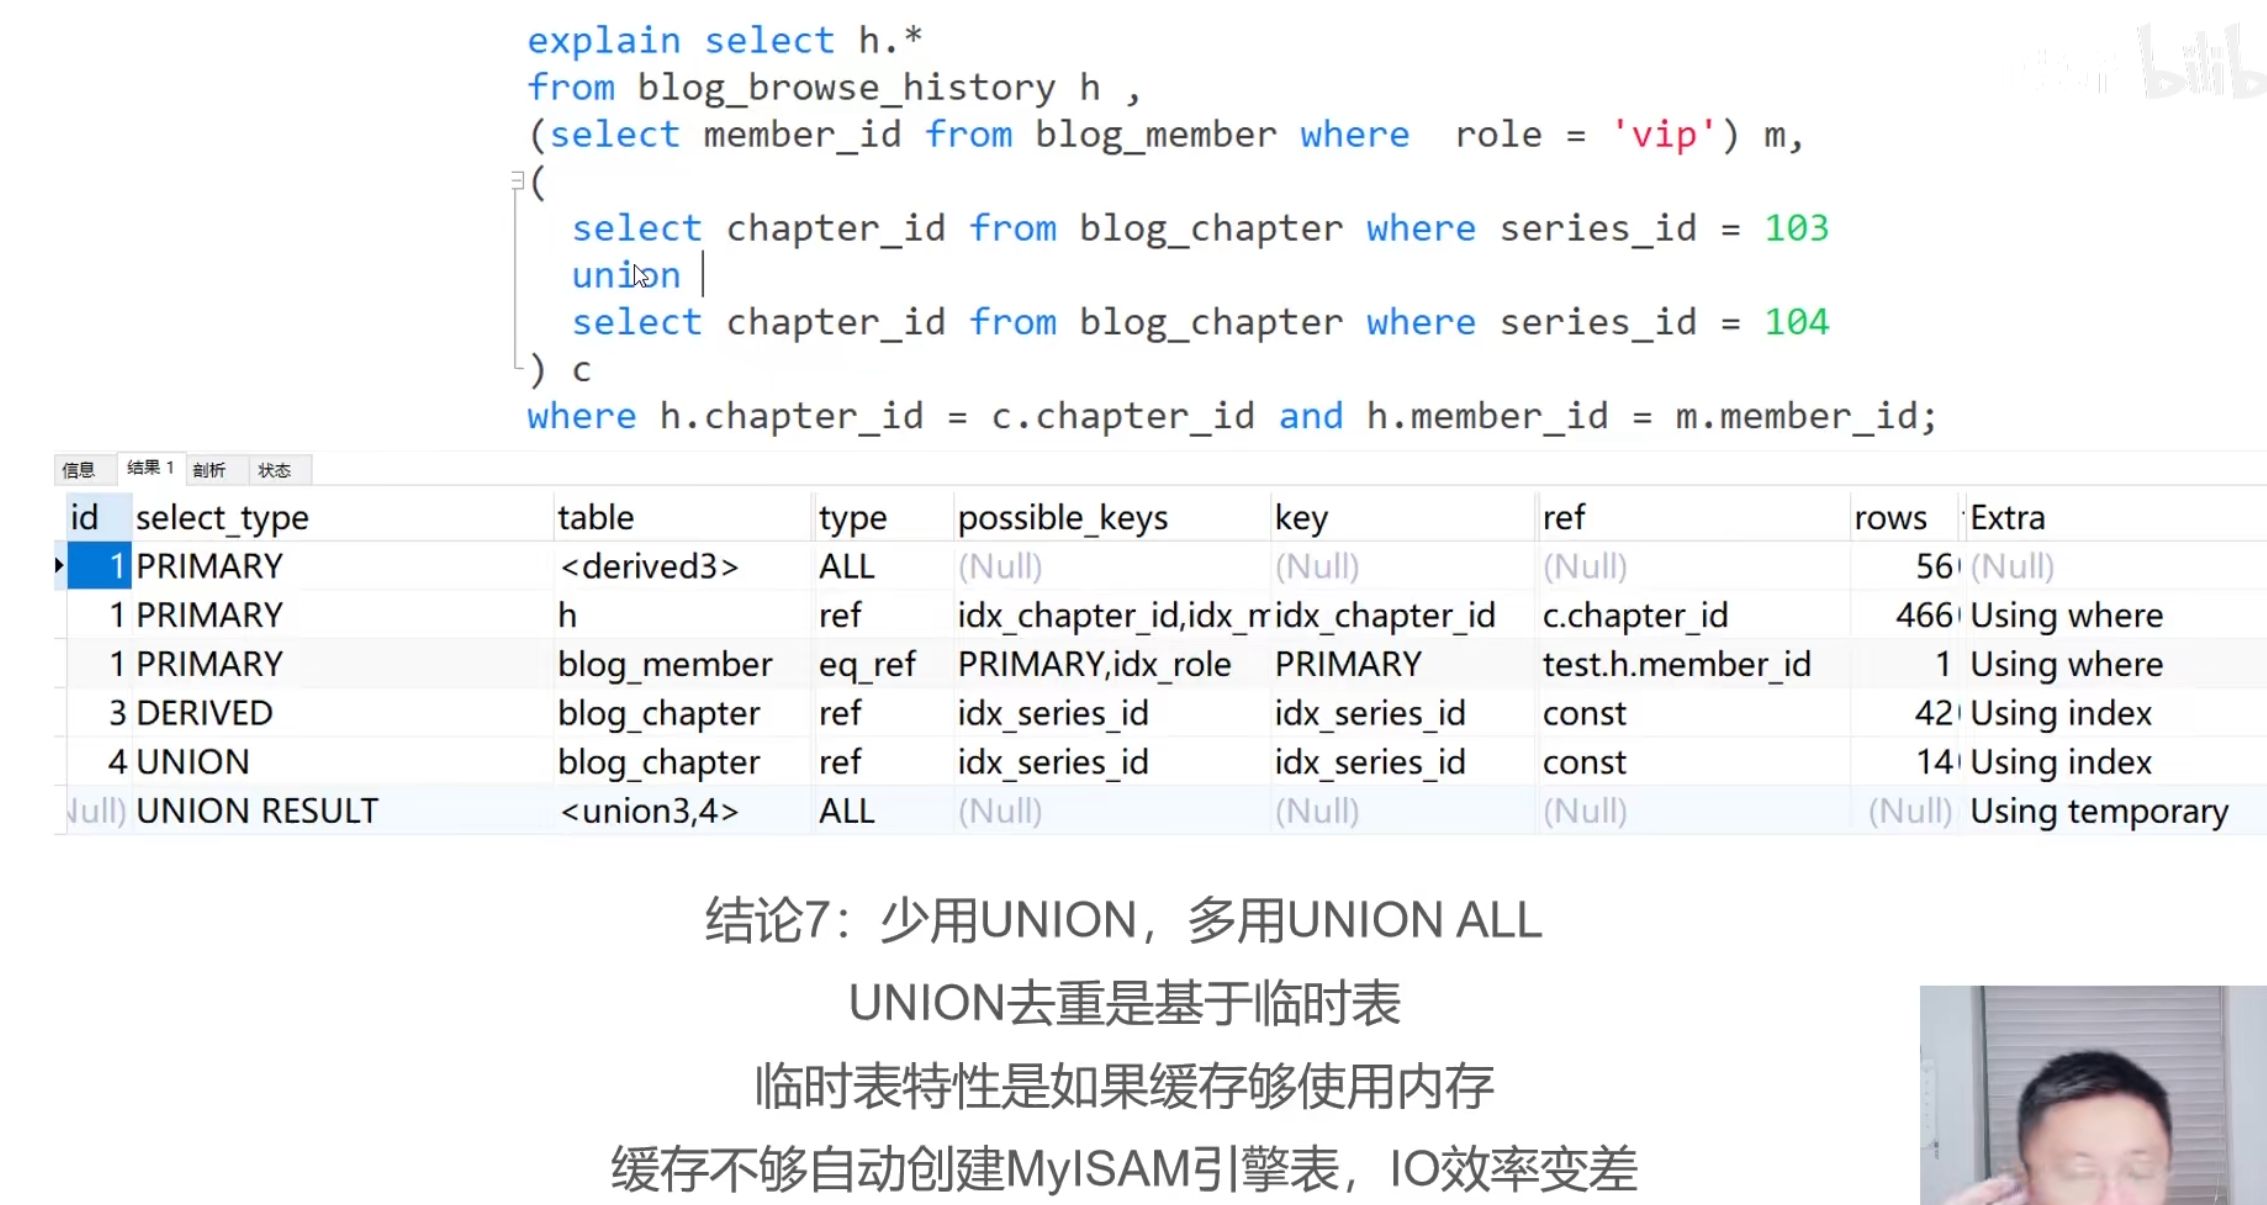 explain select h.*
from blog_browse_history h ,
(select member_id from blog_member where  role = 'vip') m,
(
select chapter_id from blog_chapter where series_id = 103
union
select chapter_id from blog_chapter where series_id = 104
) c
where h.chapter_id = c.chapter_id and h.member_id = m.member_id;
信息 结果 1 剖析 状态
id select_type table type possible_keys key ref rows Extra
1 PRIMARY <derived3> ALL (Null) (Null) (Null) 56 (Null)
1 PRIMARY h ref idx_chapter_id,idx_m idx_chapter_id c.chapter_id 466 Using where
1 PRIMARY blog_member eq_ref PRIMARY,idx_role PRIMARY test.h.member_id 1 Using where
3 DERIVED blog_chapter ref idx_series_id idx_series_id const 42 Using index
4 UNION blog_chapter ref idx_series_id idx_series_id const 14 Using index
Null) UNION RESULT <union3,4> ALL (Null) (Null) (Null) (Null) Using temporary
结论7：少用UNION，多用UNION ALL
UNION去重是基于临时表
临时表特性是如果缓存够使用内存
缓存不够自动创建MyISAM引擎表，IO效率变差
bilib